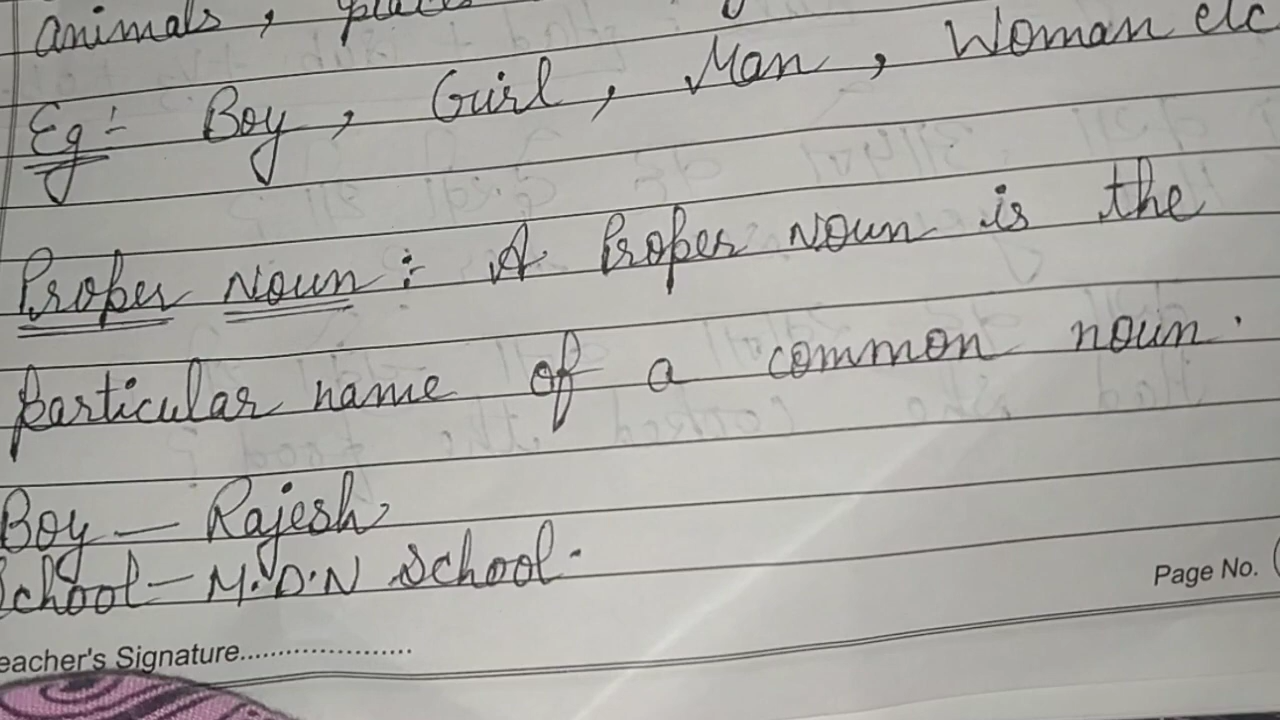 animals, places
Eg:- Boy, Girl, Man, Woman etc
Proper Noun :- A Proper Noun is the
particular name of a common noun.
Boy — Rajesh
School — M.D.N School.
Page No.
eacher's Signature.....................